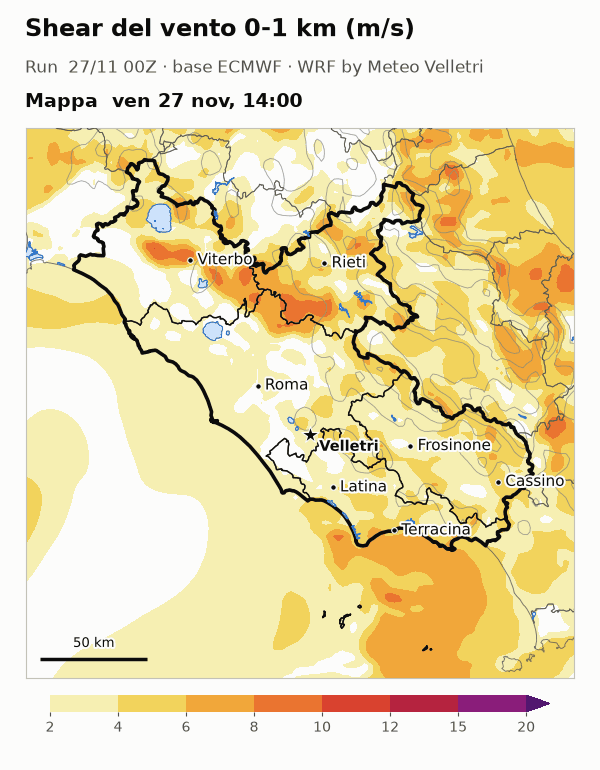 Shear del vento 0-1 km (m/s)
Run  27/11 00Z · base ECMWF · WRF by Meteo Velletri
Mappa  ven 27 nov, 14:00
Viterbo
Rieti
Roma
Velletri
Frosinone
Cassino
Latina
Terracina
50 km
2 4 6 8 10 12 15 20